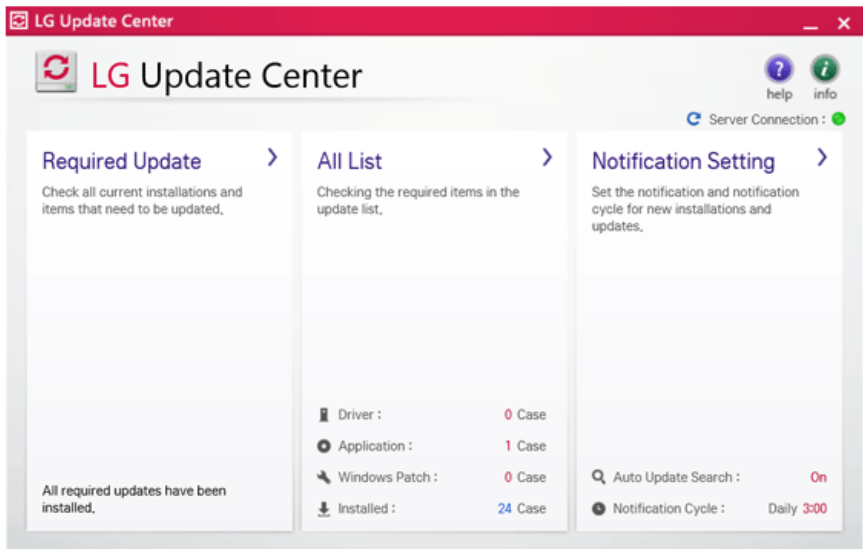 LG Update Center
LG Update Center
help
info
Server Connection :
Required Update
Check all current installations and
items that need to be updated.
All required updates have been
installed.
All List
Checking the required items in the
update list.
Driver : 0 Case
Application : 1 Case
Windows Patch : 0 Case
Installed : 24 Case
Notification Setting
Set the notification and notification
cycle for new installations and
updates.
Auto Update Search : On
Notification Cycle : Daily 3:00